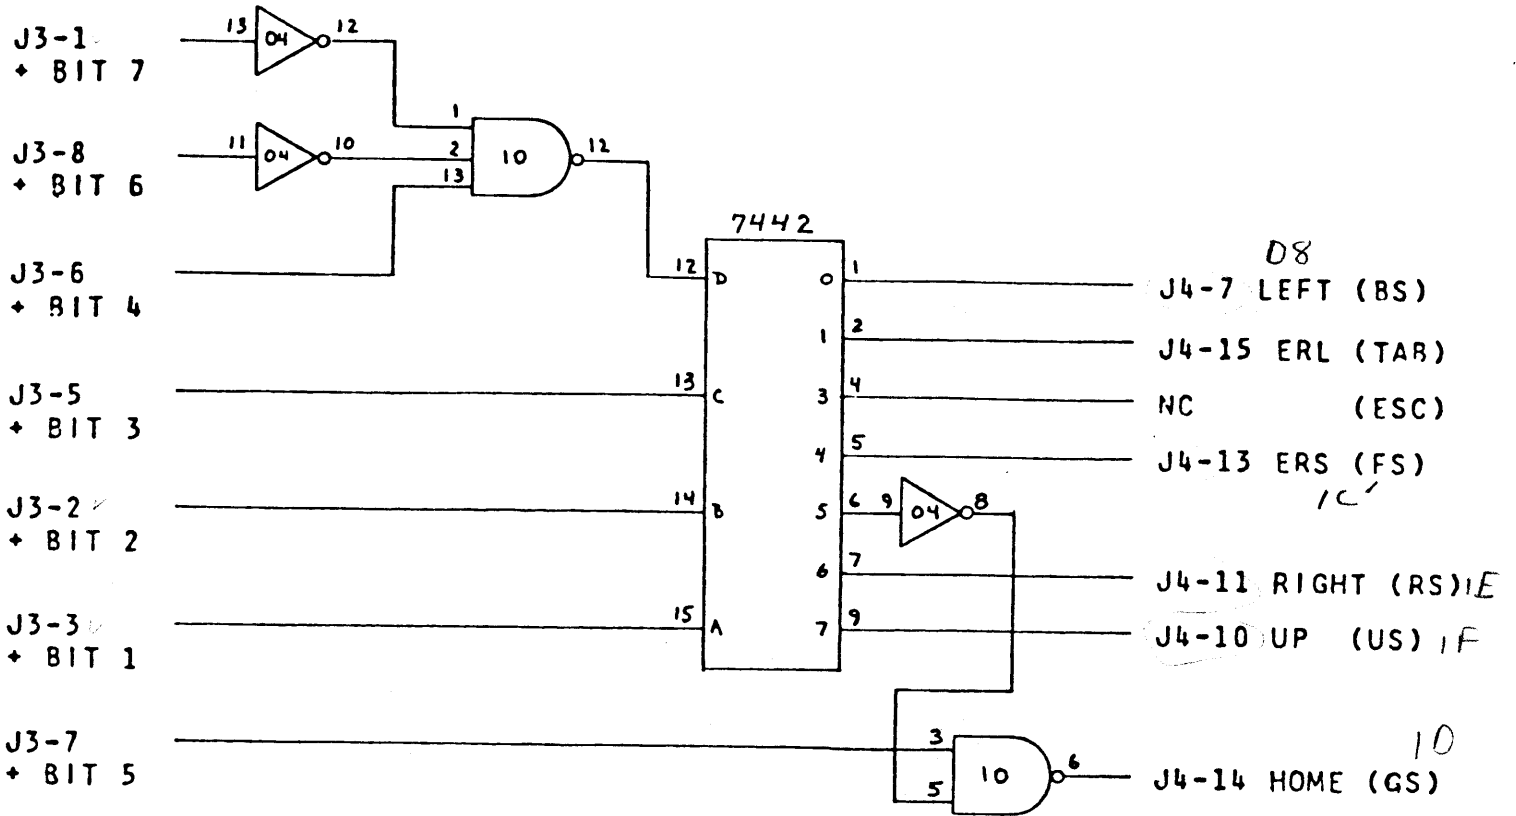 J3-1
+ BIT 7
13 04 12
J3-8
+ BIT 6
11 04 10
1
2
13
10
12
J3-6
+ BIT 4
7442
12 D
0 1
D8
J4-7 LEFT (BS)
1 2
J4-15 ERL (TAB)
J3-5
+ BIT 3
13 C
3 4
NC (ESC)
4 5
J4-13 ERS (FS)
1C
J3-2
+ BIT 2
14 B
5 6 9 04 8
6 7
J4-11 RIGHT (RS) 1E
J3-3
+ BIT 1
15 A
7 9
J4-10 UP (US) 1F
J3-7
+ BIT 5
3
5
10
6
1D
J4-14 HOME (GS)